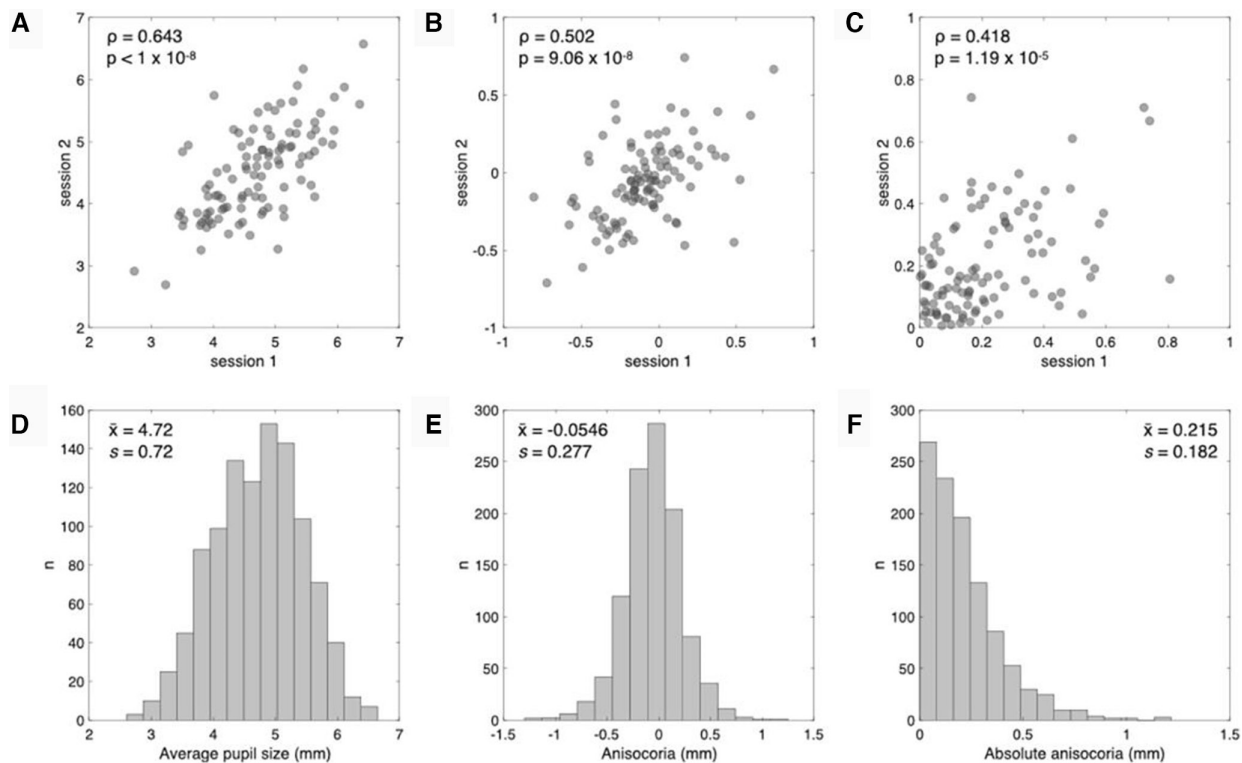 A
ρ = 0.643
p < 1 x 10-8
7
6
5
4
3
2
session 2
2 3 4 5 6 7
session 1
B
ρ = 0.502
p = 9.06 x 10-8
1
0.5
0
-0.5
-1
session 2
-1 -0.5 0 0.5 1
session 1
C
ρ = 0.418
p = 1.19 x 10-5
1
0.8
0.6
0.4
0.2
0
session 2
0 0.2 0.4 0.6 0.8 1
session 1
D
x̄ = 4.72
s = 0.72
160
140
120
100
80
60
40
20
0
n
2 3 4 5 6 7
Average pupil size (mm)
E
x̄ = -0.0546
s = 0.277
300
250
200
150
100
50
0
n
-1.5 -1 -0.5 0 0.5 1 1.5
Anisocoria (mm)
F
x̄ = 0.215
s = 0.182
300
250
200
150
100
50
0
n
0 0.5 1 1.5
Absolute anisocoria (mm)